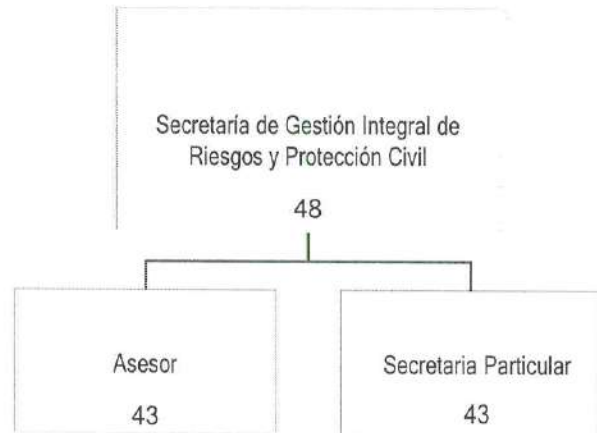 Secretaría de Gestión Integral de
Riesgos y Protección Civil
48
Asesor
43
Secretaria Particular
43